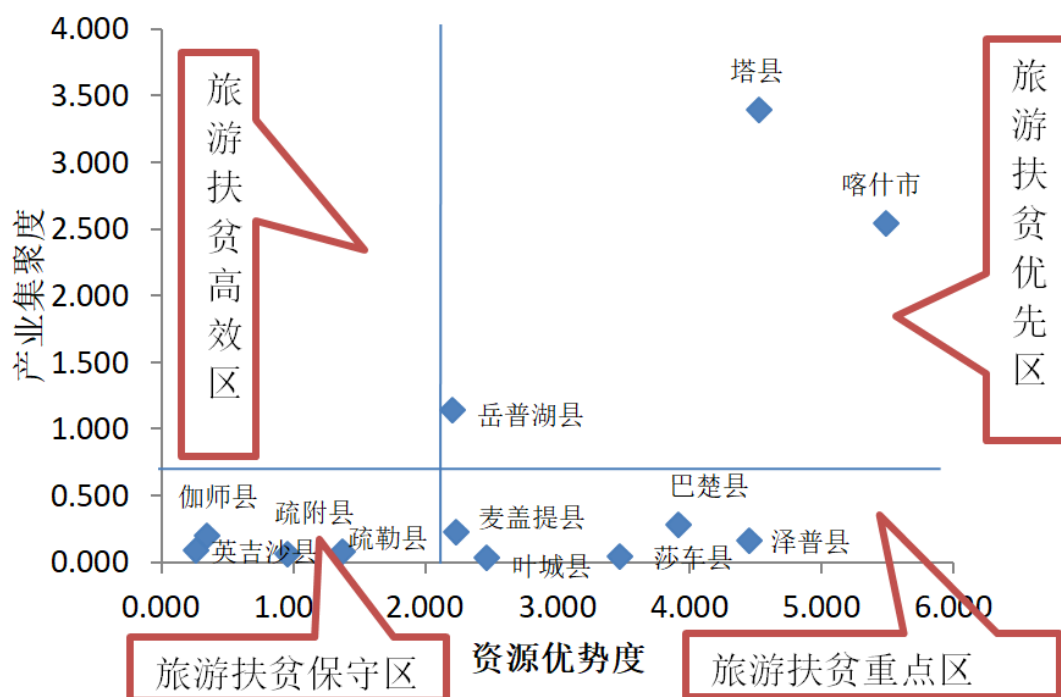 4.000
3.500
3.000
2.500
2.000
1.500
1.000
0.500
0.000
产业集聚度
旅游扶贫高效区
旅游扶贫优先区
塔县
喀什市
岳普湖县
伽师县
疏附县
英吉沙县
疏勒县
麦盖提县
叶城县
巴楚县
莎车县
泽普县
0.000
1.000
2.000
3.000
4.000
5.000
6.000
旅游扶贫保守区
资源优势度
旅游扶贫重点区